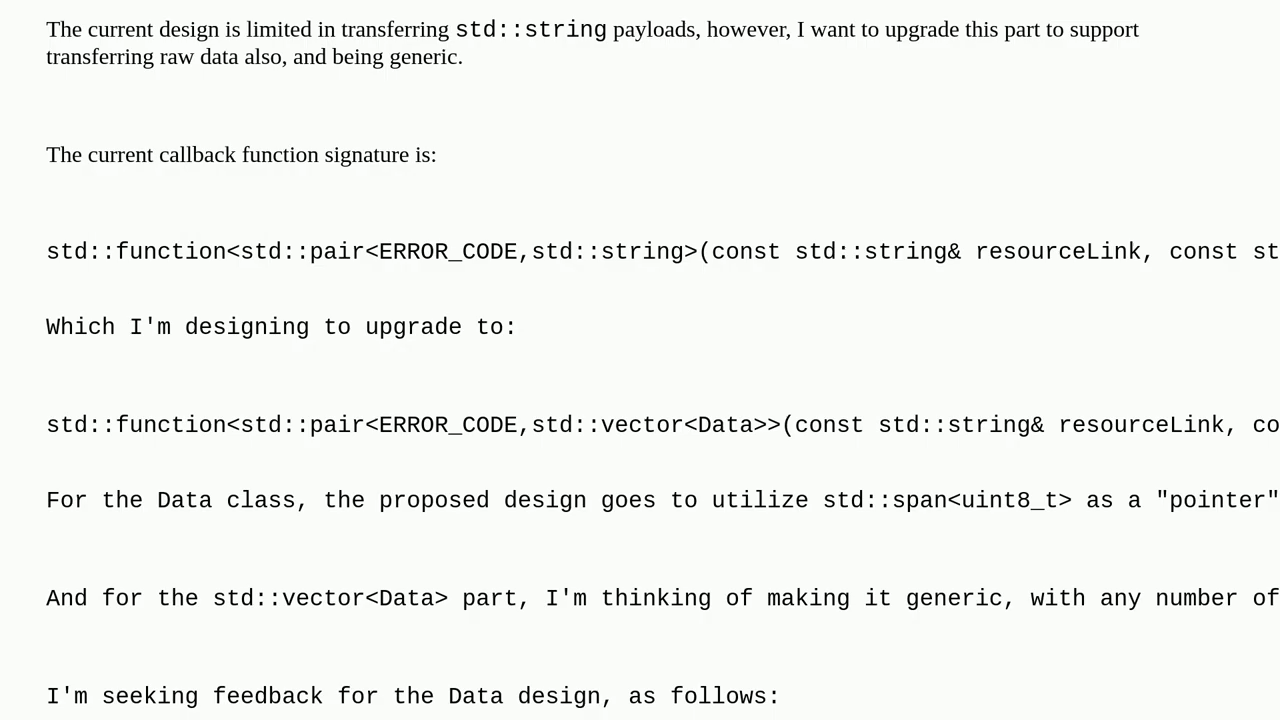 The current design is limited in transferring std::string payloads, however, I want to upgrade this part to support
transferring raw data also, and being generic.
The current callback function signature is:
std::function<std::pair<ERROR_CODE,std::string>(const std::string& resourceLink, const st
Which I'm designing to upgrade to:
std::function<std::pair<ERROR_CODE,std::vector<Data>>(const std::string& resourceLink, co
For the Data class, the proposed design goes to utilize std::span<uint8_t> as a "pointer"
And for the std::vector<Data> part, I'm thinking of making it generic, with any number of
I'm seeking feedback for the Data design, as follows: